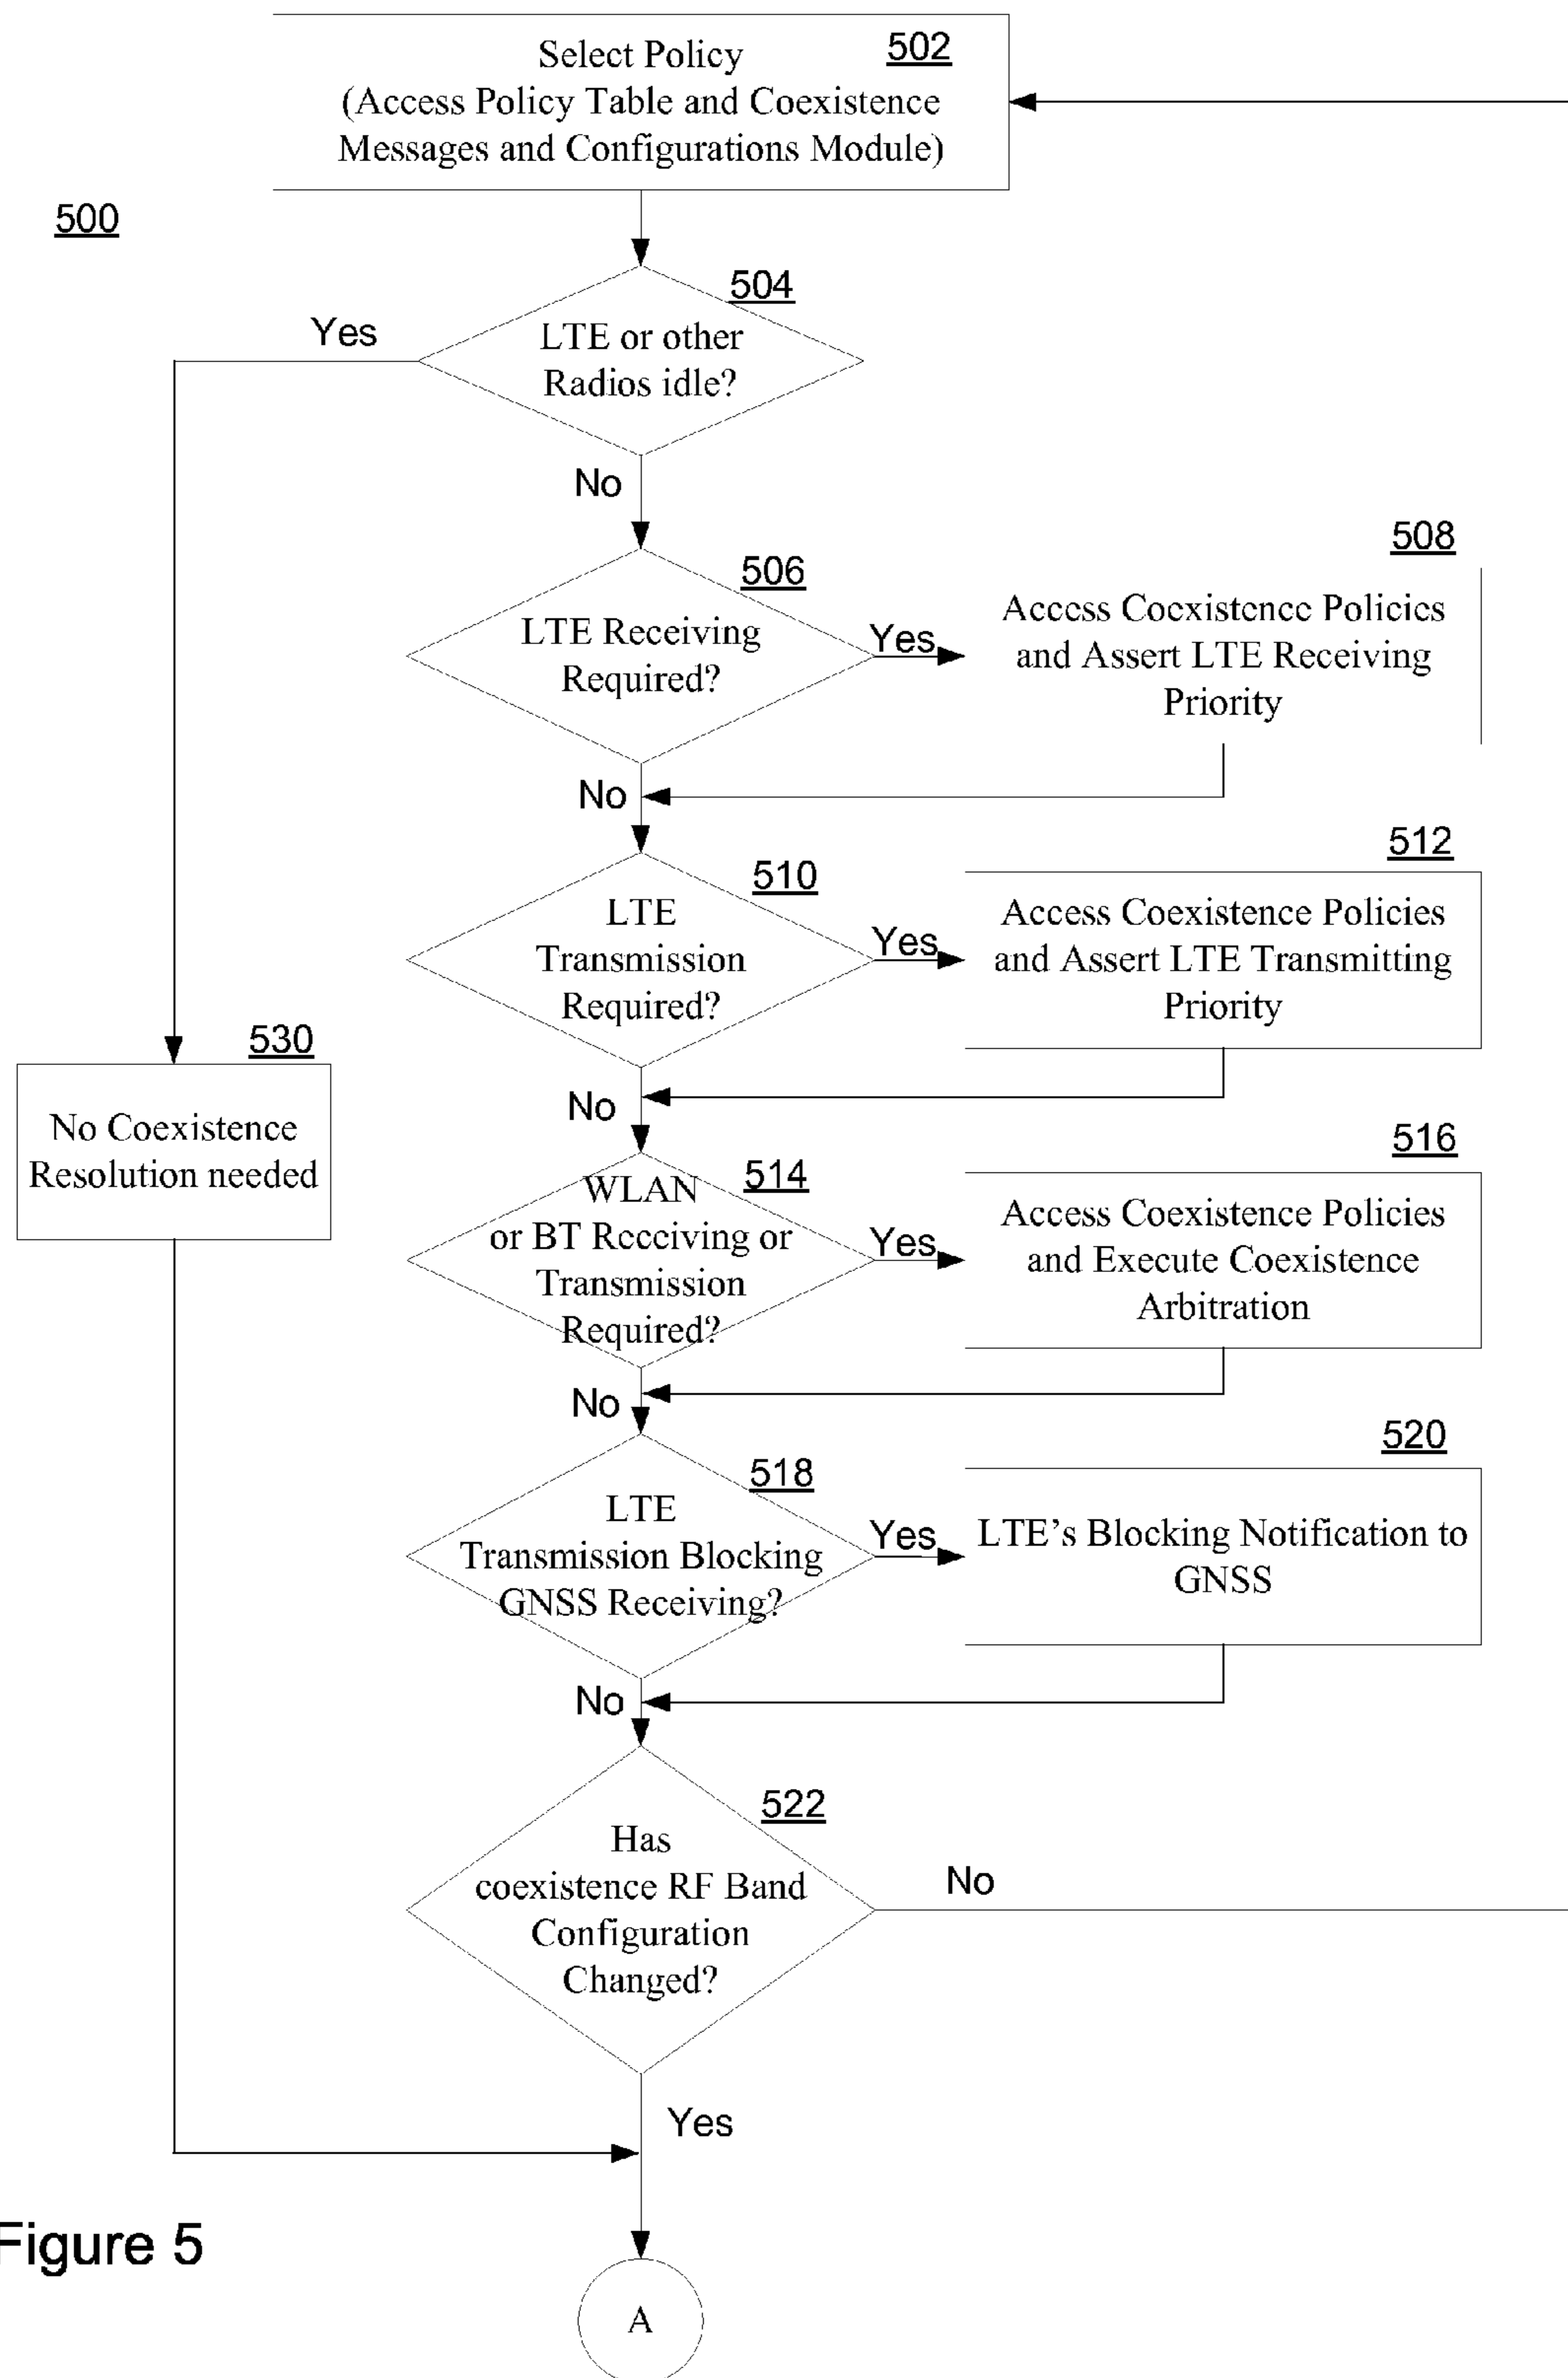 Select Policy
502
(Access Policy Table and Coexistence
Messages and Configurations Module)
500
504
Yes
LTE or other
Radios idle?
No
508
506
LTE Receiving
Required?
Yes
Access Coexistence Policies
and Assert LTE Receiving
Priority
No
512
510
LTE
Transmission
Required?
Yes
Access Coexistence Policies
and Assert LTE Transmitting
Priority
530
No Coexistence
Resolution needed
No
516
514
WLAN
or BT Receiving or
Transmission
Required?
Yes
Access Coexistence Policies
and Execute Coexistence
Arbitration
No
520
518
LTE
Transmission Blocking
GNSS Receiving?
Yes
LTE's Blocking Notification to
GNSS
No
522
Has
coexistence RF Band
Configuration
Changed?
No
Yes
Figure 5
A